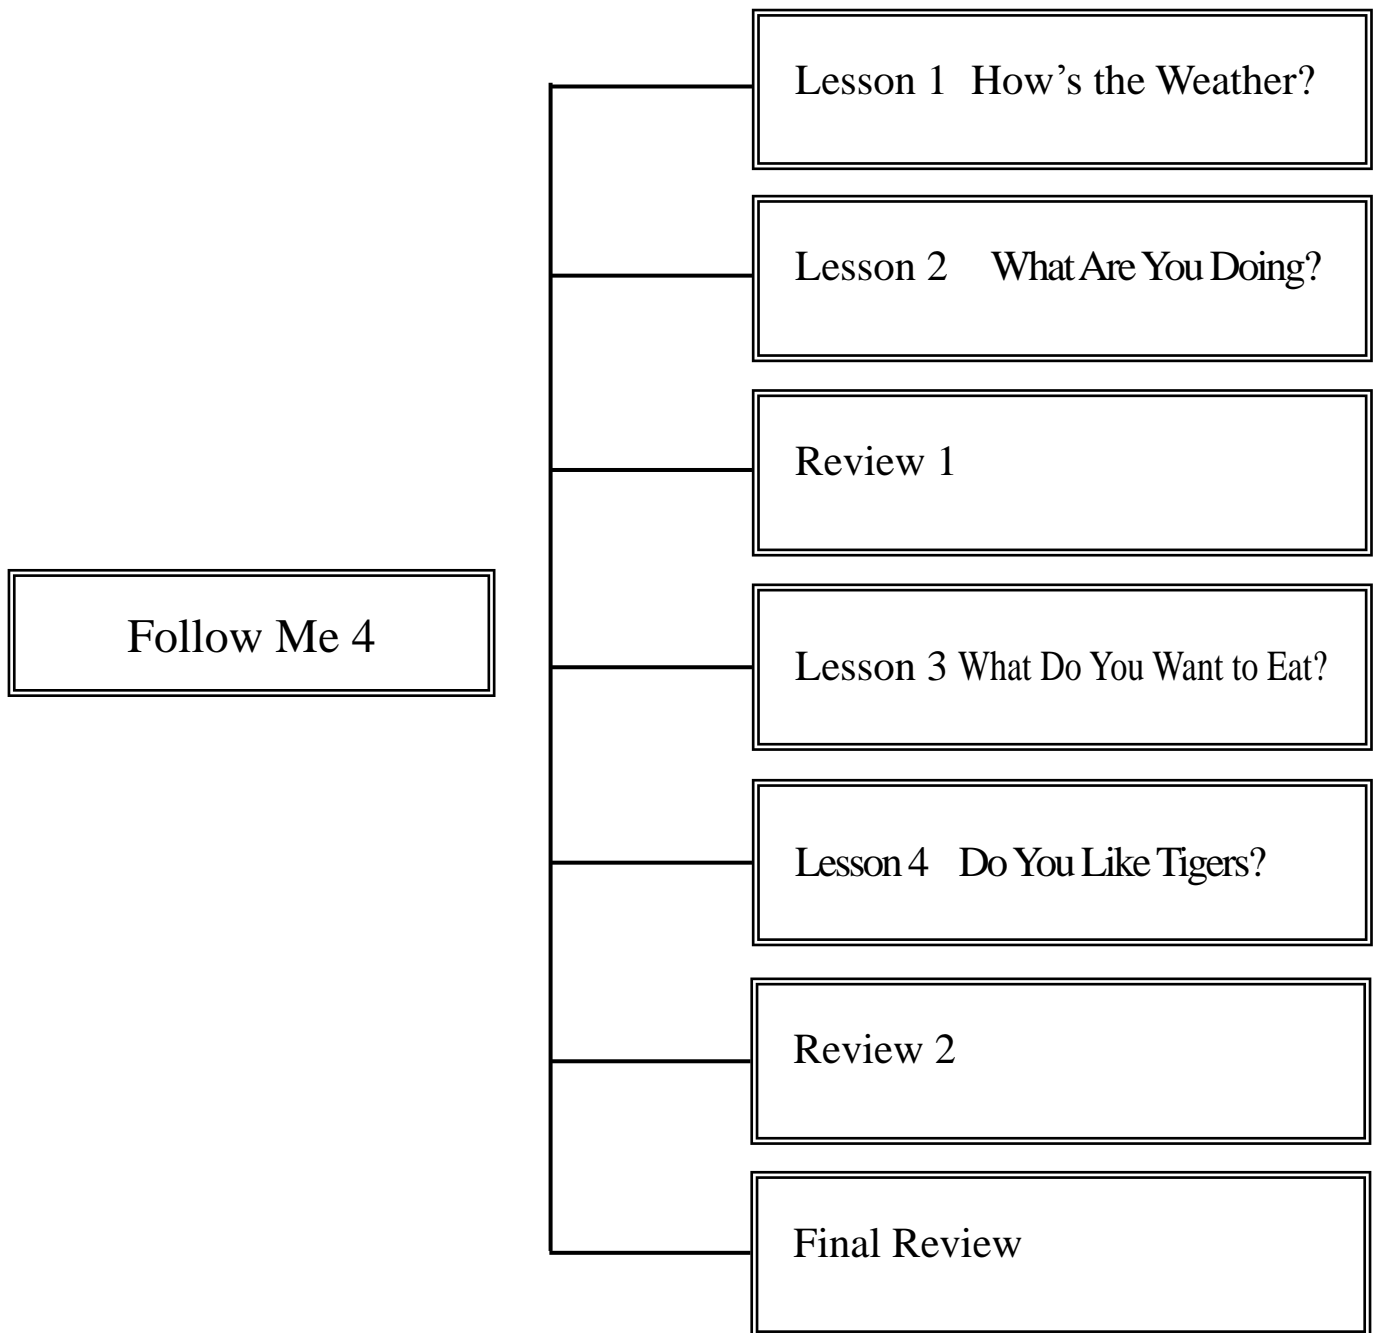 Lesson 1 How’s the Weather?
Lesson 2 What Are You Doing?
Review 1
Follow Me 4
Lesson 3 What Do You Want to Eat?
Lesson 4 Do You Like Tigers?
Review 2
Final Review